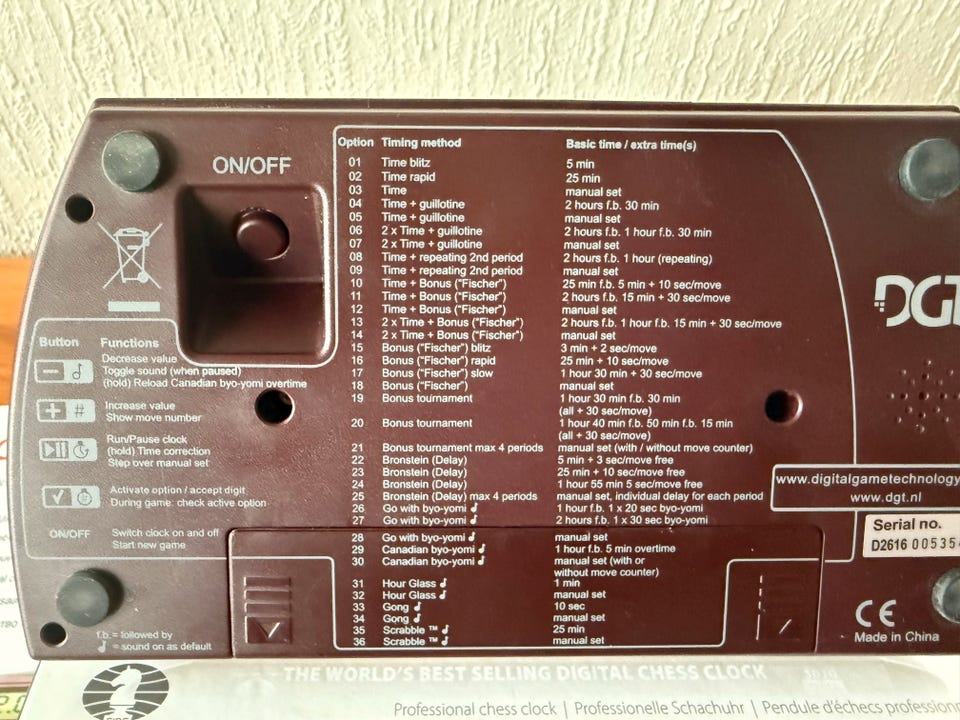 ON/OFF
Option Timing method Basic time / extra time(s)
01 Time blitz 5 min
02 Time rapid 25 min
03 Time manual set
04 Time + guillotine 2 hours f.b. 30 min
05 Time + guillotine manual set
06 2 x Time + guillotine 2 hours f.b. 1 hour f.b. 30 min
07 2 x Time + guillotine manual set
08 Time + repeating 2nd period 2 hours f.b. 1 hour (repeating)
09 Time + repeating 2nd period manual set
10 Time + Bonus ("Fischer") 25 min f.b. 5 min + 10 sec/move
11 Time + Bonus ("Fischer") 2 hours f.b. 15 min + 30 sec/move
12 Time + Bonus ("Fischer") manual set
13 2 x Time + Bonus ("Fischer") 2 hours f.b. 1 hour f.b. 15 min + 30 sec/move
14 2 x Time + Bonus ("Fischer") manual set
15 Bonus ("Fischer") blitz 3 min + 2 sec/move
16 Bonus ("Fischer") rapid 25 min + 10 sec/move
17 Bonus ("Fischer") slow 1 hour 30 min + 30 sec/move
18 Bonus ("Fischer") manual set
19 Bonus tournament 1 hour 30 min f.b. 30 min
(all + 30 sec/move)
20 Bonus tournament 1 hour 40 min f.b. 50 min f.b. 15 min
(all + 30 sec/move)
21 Bonus tournament max 4 periods manual set (with / without move counter)
22 Bronstein (Delay) 5 min + 3 sec/move free
23 Bronstein (Delay) 25 min + 10 sec/move free
24 Bronstein (Delay) 1 hour 55 min 5 sec/move free
25 Bronstein (Delay) max 4 periods manual set, individual delay for each period
26 Go with byo-yomi ♪ 1 hour f.b. 1 x 20 sec byo-yomi
27 Go with byo-yomi ♪ 2 hours f.b. 1 x 30 sec byo-yomi
28 Go with byo-yomi ♪ manual set
29 Canadian byo-yomi ♪ 1 hour f.b. 5 min overtime
30 Canadian byo-yomi ♪ manual set (with or
without move counter)
31 Hour Glass ♪ 1 min
32 Hour Glass ♪ manual set
33 Gong ♪ 10 sec
34 Gong ♪ manual set
35 Scrabble ™ ♪ 25 min
36 Scrabble ™ ♪ manual set
Button Functions
Decrease value
− ♪ Toggle sound (when paused)
(hold) Reload Canadian byo-yomi overtime
+ # Increase value
Show move number
Run/Pause clock
(hold) Time correction
Step over manual set
Activate option / accept digit
During game: check active option
ON/OFF Switch clock on and off
Start new game
f.b. = followed by
♪ = sound on as default
DGT
www.digitalgametechnology
www.dgt.nl
Serial no.
D2616 00535
CE
Made in China
THE WORLD'S BEST SELLING DIGITAL CHESS CLOCK
FIDE
Professional chess clock | Professionelle Schachuhr | Pendule d'échecs profession